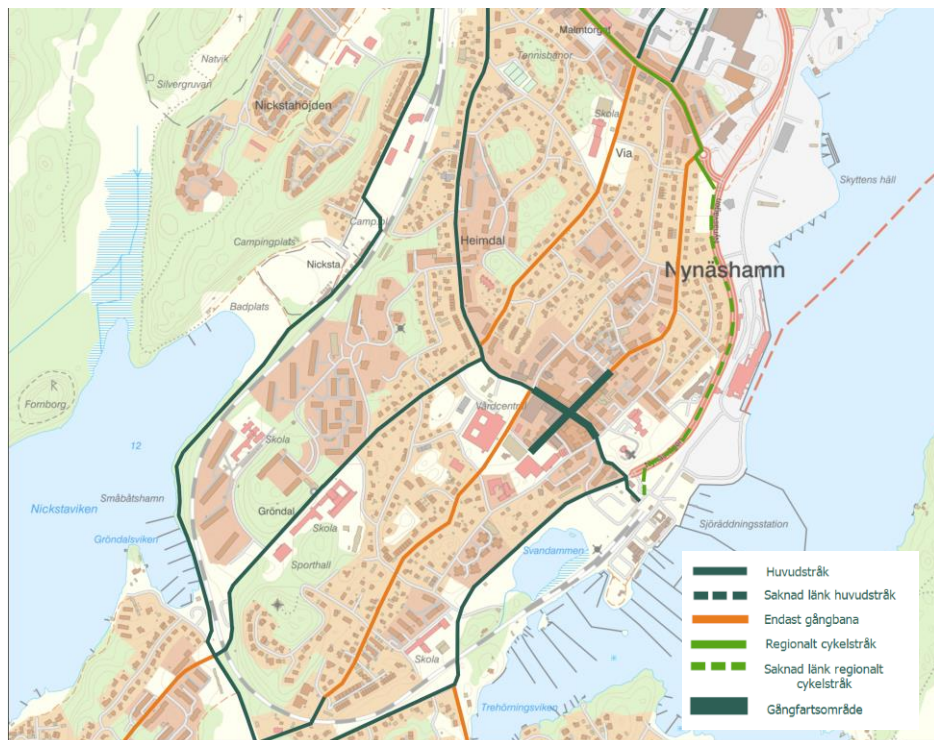 Malmtorget
Natvik
Tennisbanor
Silvergruvan
Nickstahöjden
Skola
Via
Skyttens häll
Campingplats
Heimdal
Nicksta
Nynäshamn
Badplats
Fornborg
Vårdcentral
12
Skola
Småbåtshamn
Nickstaviken
Gröndal
Skola
Sjöräddningsstation
Gröndalsviken
Svandammen
Sporthall
Skola
Trehörningsviken
Huvudstråk
Saknad länk huvudstråk
Endast gångbana
Regionalt cykelstråk
Saknad länk regionalt
cykelstråk
Gångfartsområde